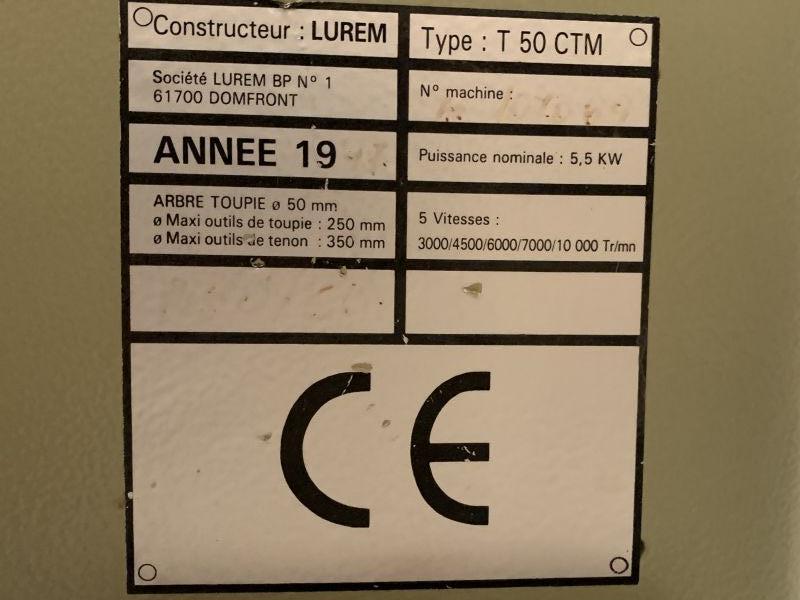 Constructeur : LUREM
Type : T 50 CTM
Société LUREM BP Nº 1
61700 DOMFRONT
Nº machine :
ANNEE 19
Puissance nominale : 5,5 KW
ARBRE TOUPIE ø 50 mm
ø Maxi outils de toupie : 250 mm
ø Maxi outils de tenon : 350 mm
5 Vitesses :
3000/4500/6000/7000/10 000 Tr/mn
CE